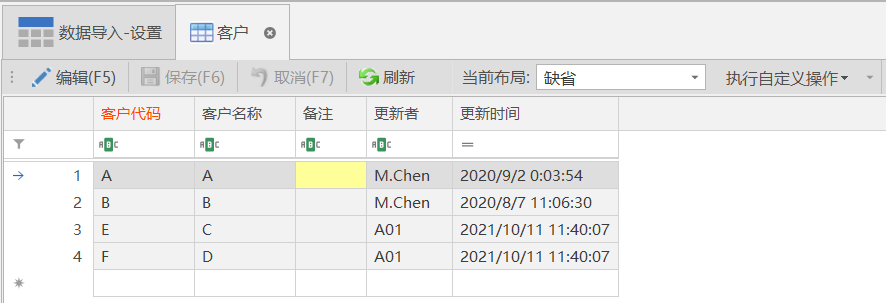 数据导入-设置 客户
编辑(F5) 保存(F6) 取消(F7) 刷新 当前布局: 缺省 执行自定义操作
客户代码 客户名称 备注 更新者 更新时间
ABC ABC ABC ABC =
1 A A M.Chen 2020/9/2 0:03:54
2 B B M.Chen 2020/8/7 11:06:30
3 E C A01 2021/10/11 11:40:07
4 F D A01 2021/10/11 11:40:07